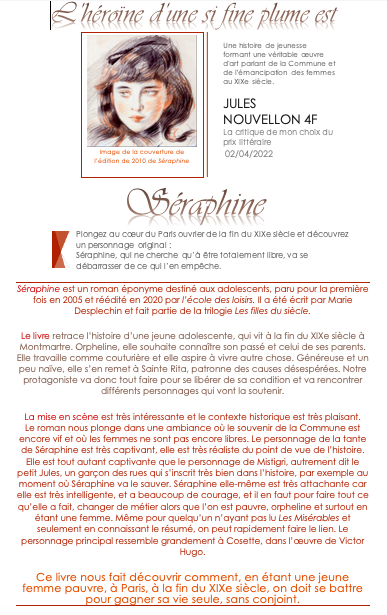 L'héroïne d'une si fine plume est
Une histoire de jeunesse
formant une véritable œuvre
d'art parlant de la Commune et
de l'émancipation des femmes
au XIXe siècle.
JULES
NOUVELLON 4F
La critique de mon choix du
prix littéraire
02/04/2022
Image de la couverture de
l'édition de 2010 de Séraphine
Séraphine
Plongez au cœur du Paris ouvrier de la fin du XIXe siècle et découvrez
un personnage original :
Séraphine, qui ne cherche qu'à être totalement libre, va se
débarrasser de ce qui l'en empêche.
Séraphine est un roman éponyme destiné aux adolescents, paru pour la première
fois en 2005 et réédité en 2020 par l'école des loisirs. Il a été écrit par Marie
Desplechin et fait partie de la trilogie Les filles du siècle.
Le livre retrace l'histoire d'une jeune adolescente, qui vit à la fin du XIXe siècle à
Montmartre. Orpheline, elle souhaite connaître son passé et celui de ses parents.
Elle travaille comme couturière et elle aspire à vivre autre chose. Généreuse et un
peu naïve, elle s'en remet à Sainte Rita, patronne des causes désespérées. Notre
protagoniste va donc tout faire pour se libérer de sa condition et va rencontrer
différents personnages qui vont la soutenir.
La mise en scène est très intéressante et le contexte historique est très plaisant.
Le roman nous plonge dans une ambiance où le souvenir de la Commune est
encore vif et où les femmes ne sont pas encore libres. Le personnage de la tante
de Séraphine est très captivant, elle est très réaliste du point de vue de l'histoire.
Elle est tout autant captivante que le personnage de Mistigri, autrement dit le
petit Jules, un garçon des rues qui s'inscrit très bien dans l'histoire, par exemple au
moment où Séraphine va le sauver. Séraphine elle-même est très attachante car
elle est très intelligente, et a beaucoup de courage, et il en faut pour faire tout ce
qu'elle a fait, changer de métier alors que l'on est pauvre, orpheline et surtout en
étant une femme. Même pour quelqu'un n'ayant pas lu Les Misérables et
seulement en connaissant le résumé, on peut rapidement faire le lien. Le
personnage principal ressemble grandement à Cosette, dans l'œuvre de Victor
Hugo.
Ce livre nous fait découvrir comment, en étant une jeune
femme pauvre, à Paris, à la fin du XIXe siècle, on doit se battre
pour gagner sa vie seule, sans conjoint.